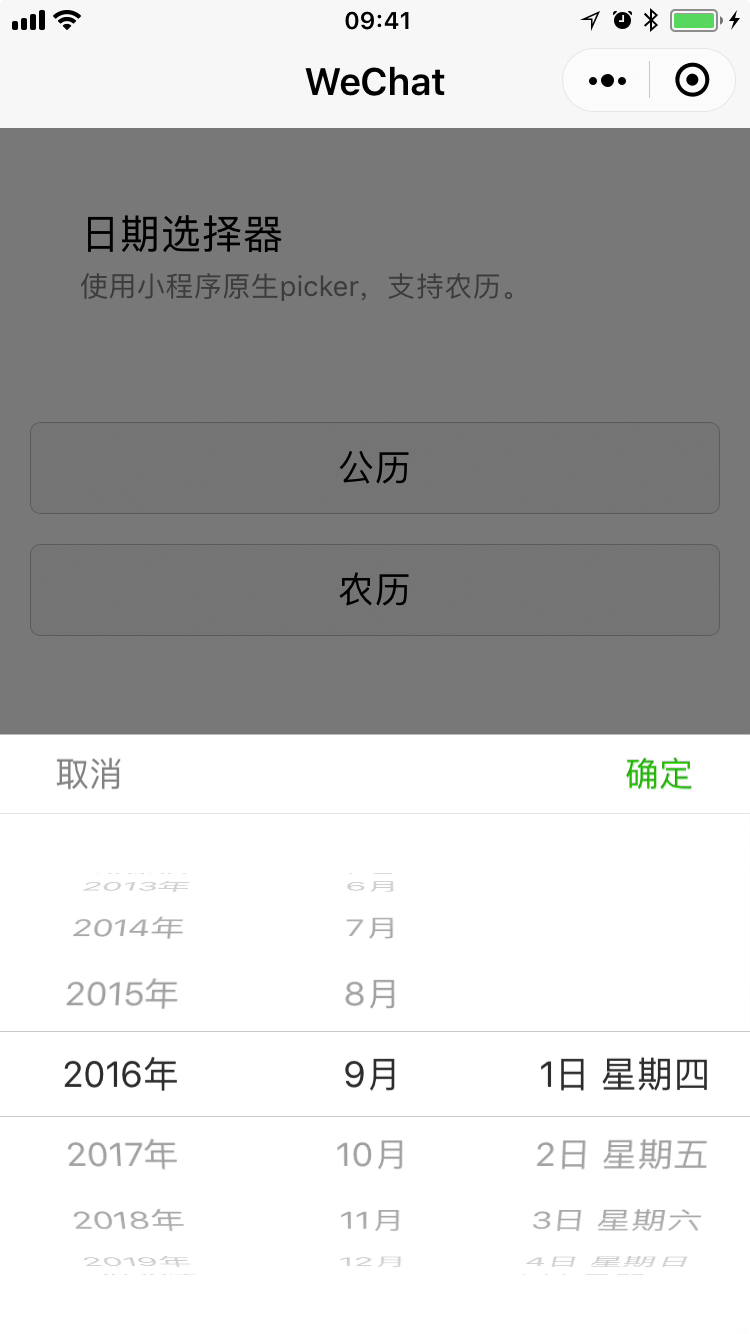 09:41
WeChat
日期选择器
使用小程序原生picker，支持农历。
公历
农历
取消 确定
2013年 6月
2014年 7月
2015年 8月
2016年 9月 1日 星期四
2017年 10月 2日 星期五
2018年 11月 3日 星期六
2019年 12月 4日 星期日